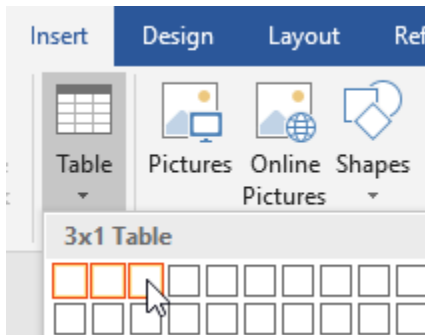 Insert Design Layout Ref
Table Pictures Online Pictures Shapes
3x1 Table